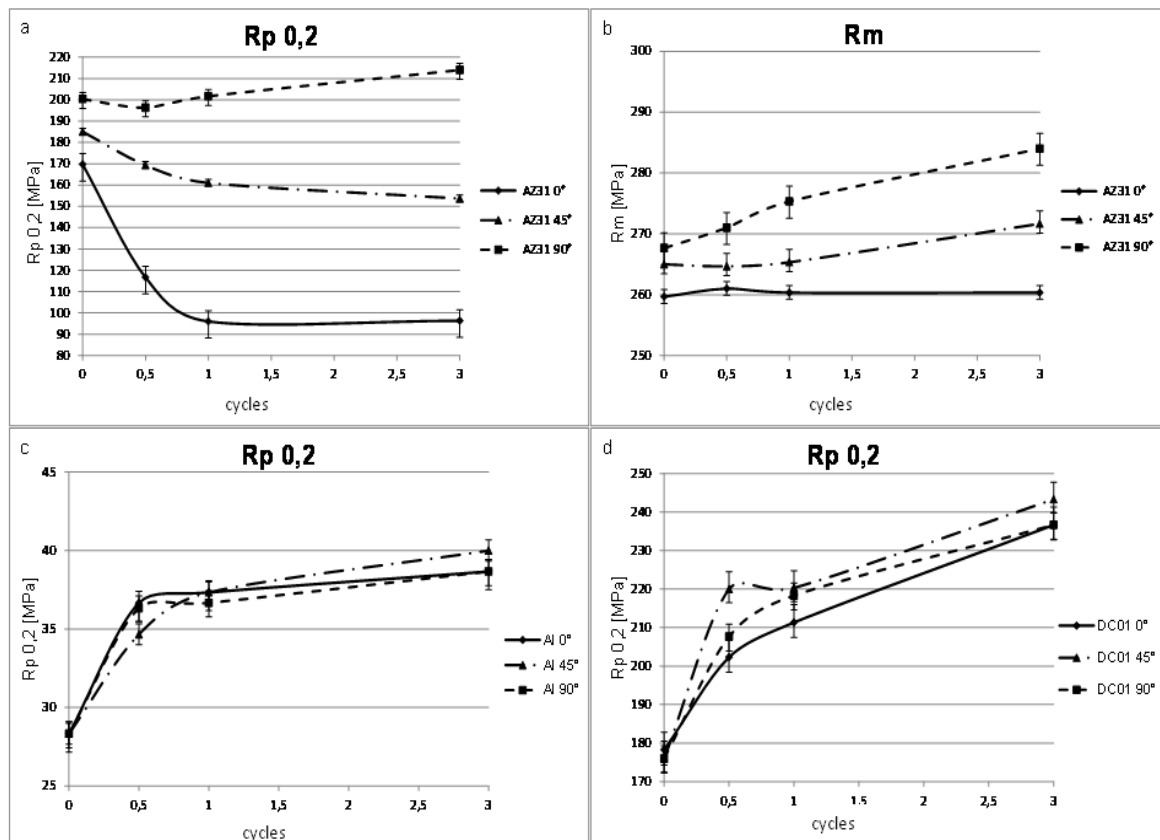 a
Rp 0,2
Rp 0,2 [MPa]
220
210
200
190
180
170
160
150
140
130
120
110
100
90
80
0
0,5
1
1,5
2
2,5
3
cycles
AZ31 0°
AZ31 45°
AZ31 90°
b
Rm
Rm [MPa]
300
290
280
270
260
250
0
0,5
1
1,5
2
2,5
3
cycles
AZ31 0°
AZ31 45°
AZ31 90°
c
Rp 0,2
Rp 0,2 [MPa]
45
40
35
30
25
0
0,5
1
1,5
2
2,5
3
cycles
Al 0°
Al 45°
Al 90°
d
Rp 0,2
Rp 0,2 [MPa]
250
240
230
220
210
200
190
180
170
0
0,5
1
1.5
2
2,5
3
cycles
DC01 0°
DC01 45°
DC01 90°